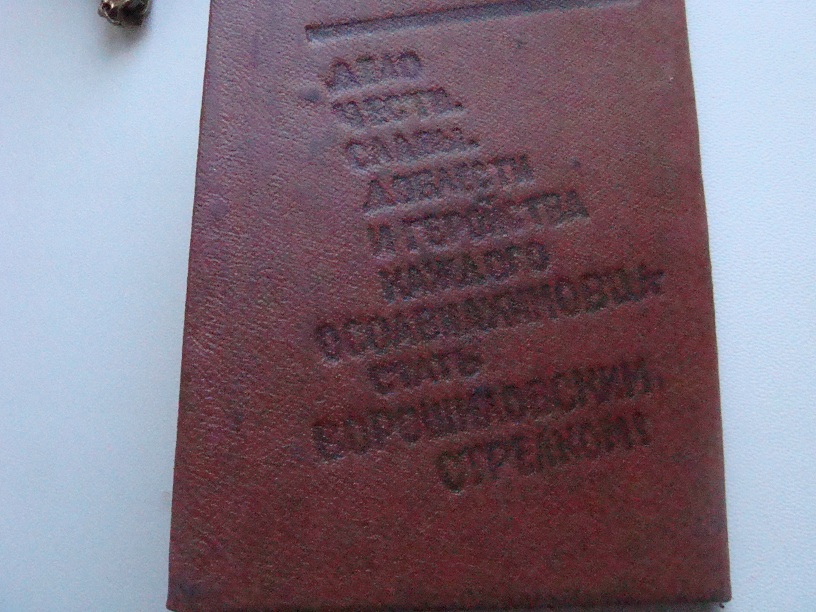 ДЕЛО
ЧЕСТИ,
СЛАВЫ,
ДОБЛЕСТИ
И ГЕРОЙСТВА
КАЖДОГО
ОСОАВИАХИМОВЦА
СТАТЬ
ВОРОШИЛОВСКИМ
СТРЕЛКОМ!